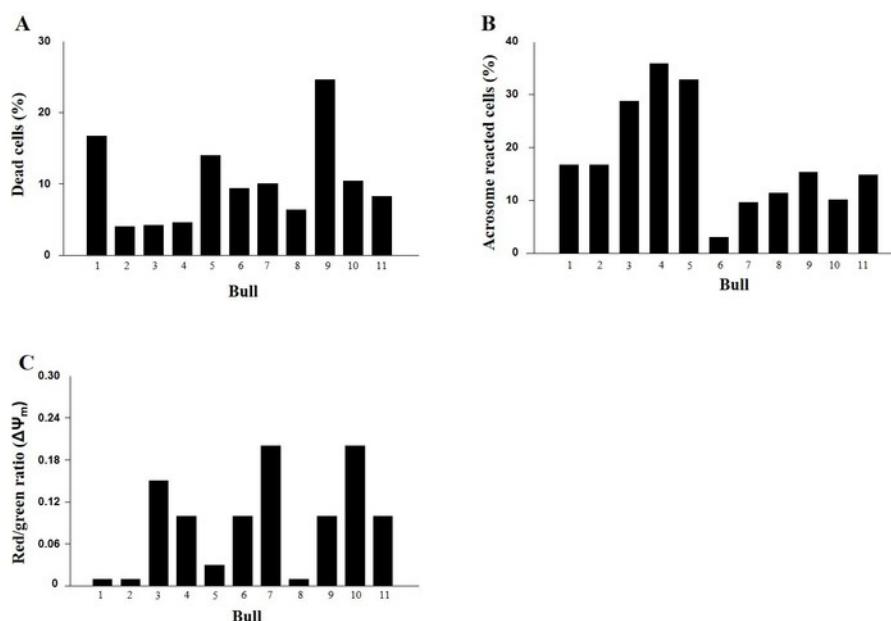 A
Dead cells (%)
30
20
10
0
1 2 3 4 5 6 7 8 9 10 11
Bull
B
Acrosome reacted cells (%)
40
30
20
10
0
1 2 3 4 5 6 7 8 9 10 11
Bull
C
Red/green ratio (ΔΨm)
0.30
0.24
0.18
0.12
0.06
0
1 2 3 4 5 6 7 8 9 10 11
Bull